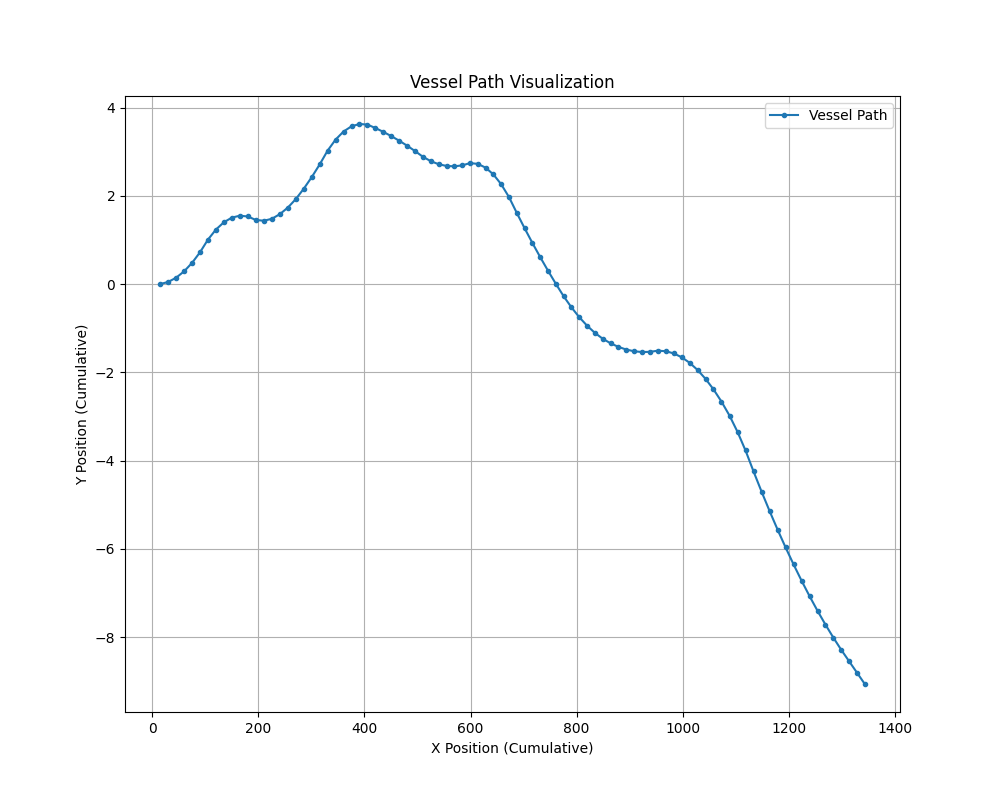 Vessel Path Visualization
Vessel Path
4
2
0
−2
−4
−6
−8
Y Position (Cumulative)
0 200 400 600 800 1000 1200 1400
X Position (Cumulative)